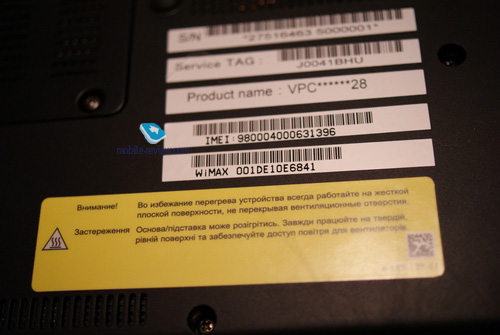 S/N "27516463 5000001"
Service TAG : J0041BHU
Product name : VPC******28
IMEI:980004000631396
WiMAX 001DE10E6841
Внимание! Во избежание перегрева устройства всегда работайте на жесткой
плоской поверхности, не перекрывая вентиляционные отверстия.
Застереження Основа/підставка може розігрітись. Завжди працюйте на твердій,
рівній поверхні та забезпечуйте доступ повітря для вентиляторів.